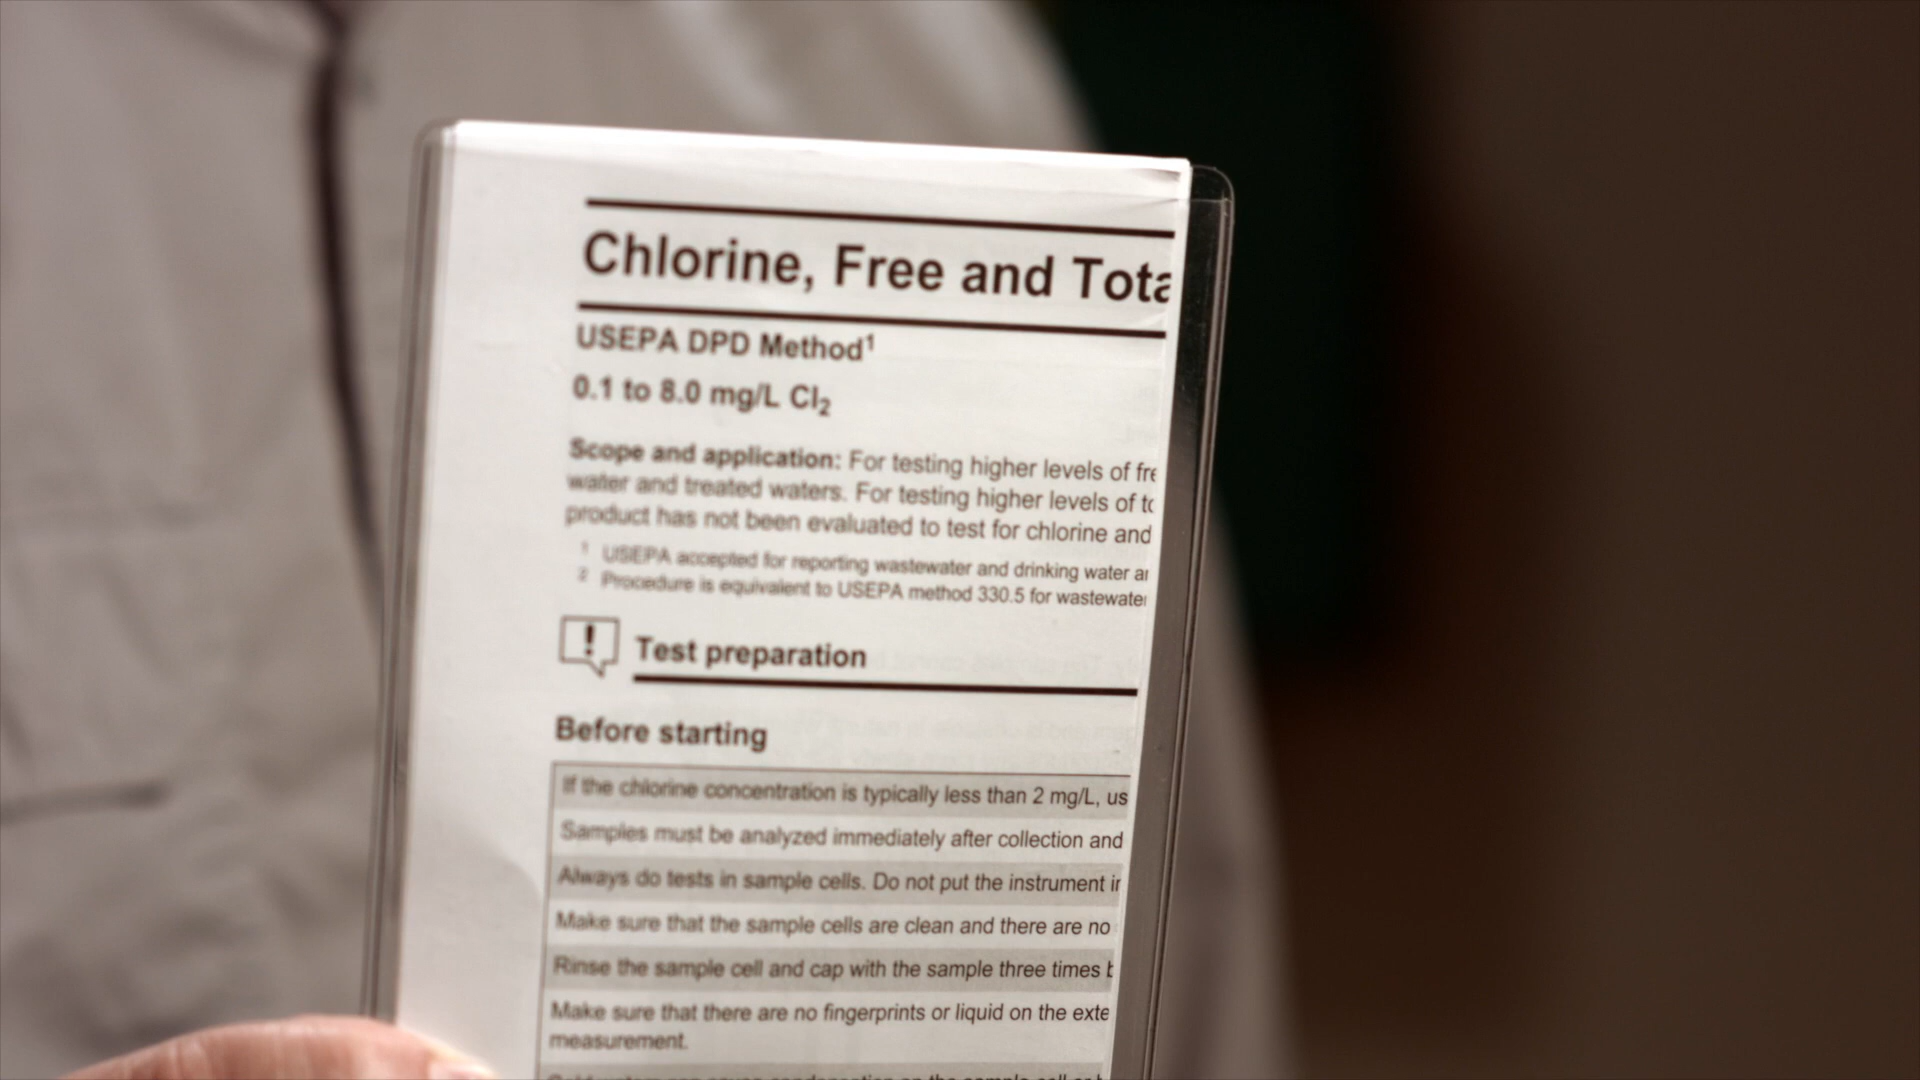 Chlorine, Free and Tota
USEPA DPD Method¹
0.1 to 8.0 mg/L Cl₂
Scope and application: For testing higher levels of fre
water and treated waters. For testing higher levels of to
product has not been evaluated to test for chlorine and
¹ USEPA accepted for reporting wastewater and drinking water an
² Procedure is equivalent to USEPA method 330.5 for wastewater
! Test preparation
Before starting
If the chlorine concentration is typically less than 2 mg/L, us
Samples must be analyzed immediately after collection and
Always do tests in sample cells. Do not put the instrument in
Make sure that the sample cells are clean and there are no
Rinse the sample cell and cap with the sample three times b
Make sure that there are no fingerprints or liquid on the exte
measurement.